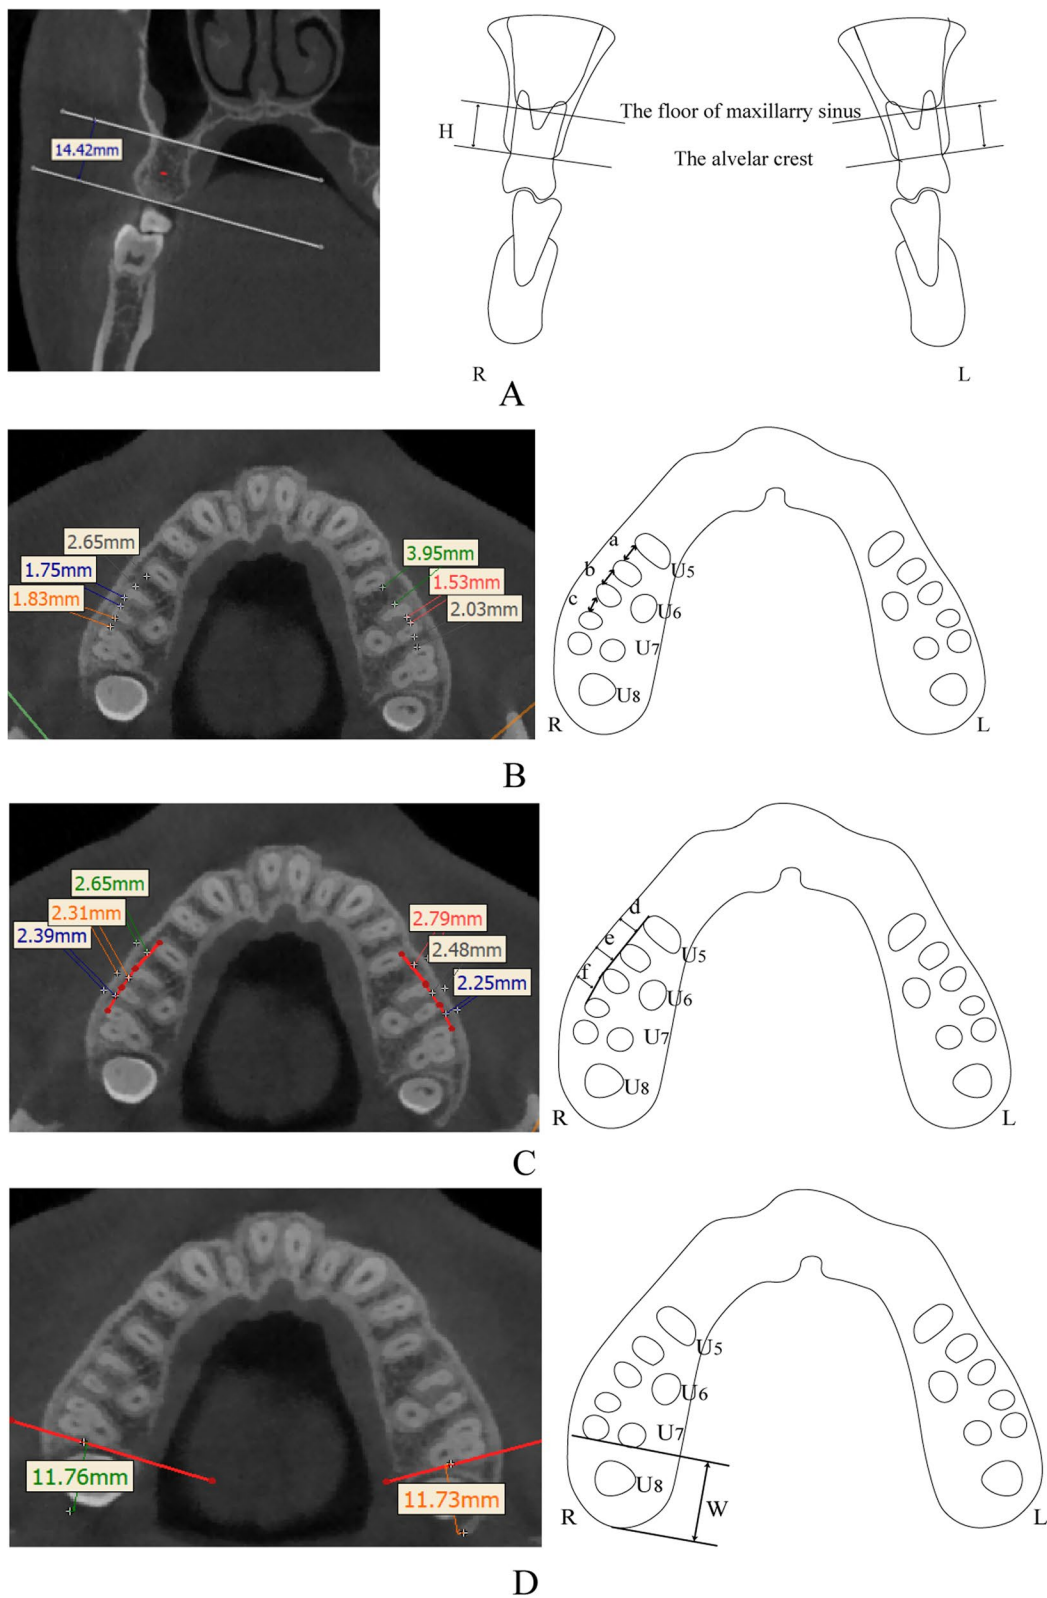 14.42mm
H
The floor of maxillarry sinus
The alvelar crest
R
L
A
2.65mm
1.75mm
1.83mm
3.95mm
1.53mm
2.03mm
a
b
c
U5
U6
U7
U8
R
L
B
2.65mm
2.31mm
2.39mm
2.79mm
2.48mm
2.25mm
d
e
f
U5
U6
U7
U8
R
L
C
11.76mm
11.73mm
U5
U6
U7
U8
W
R
L
D